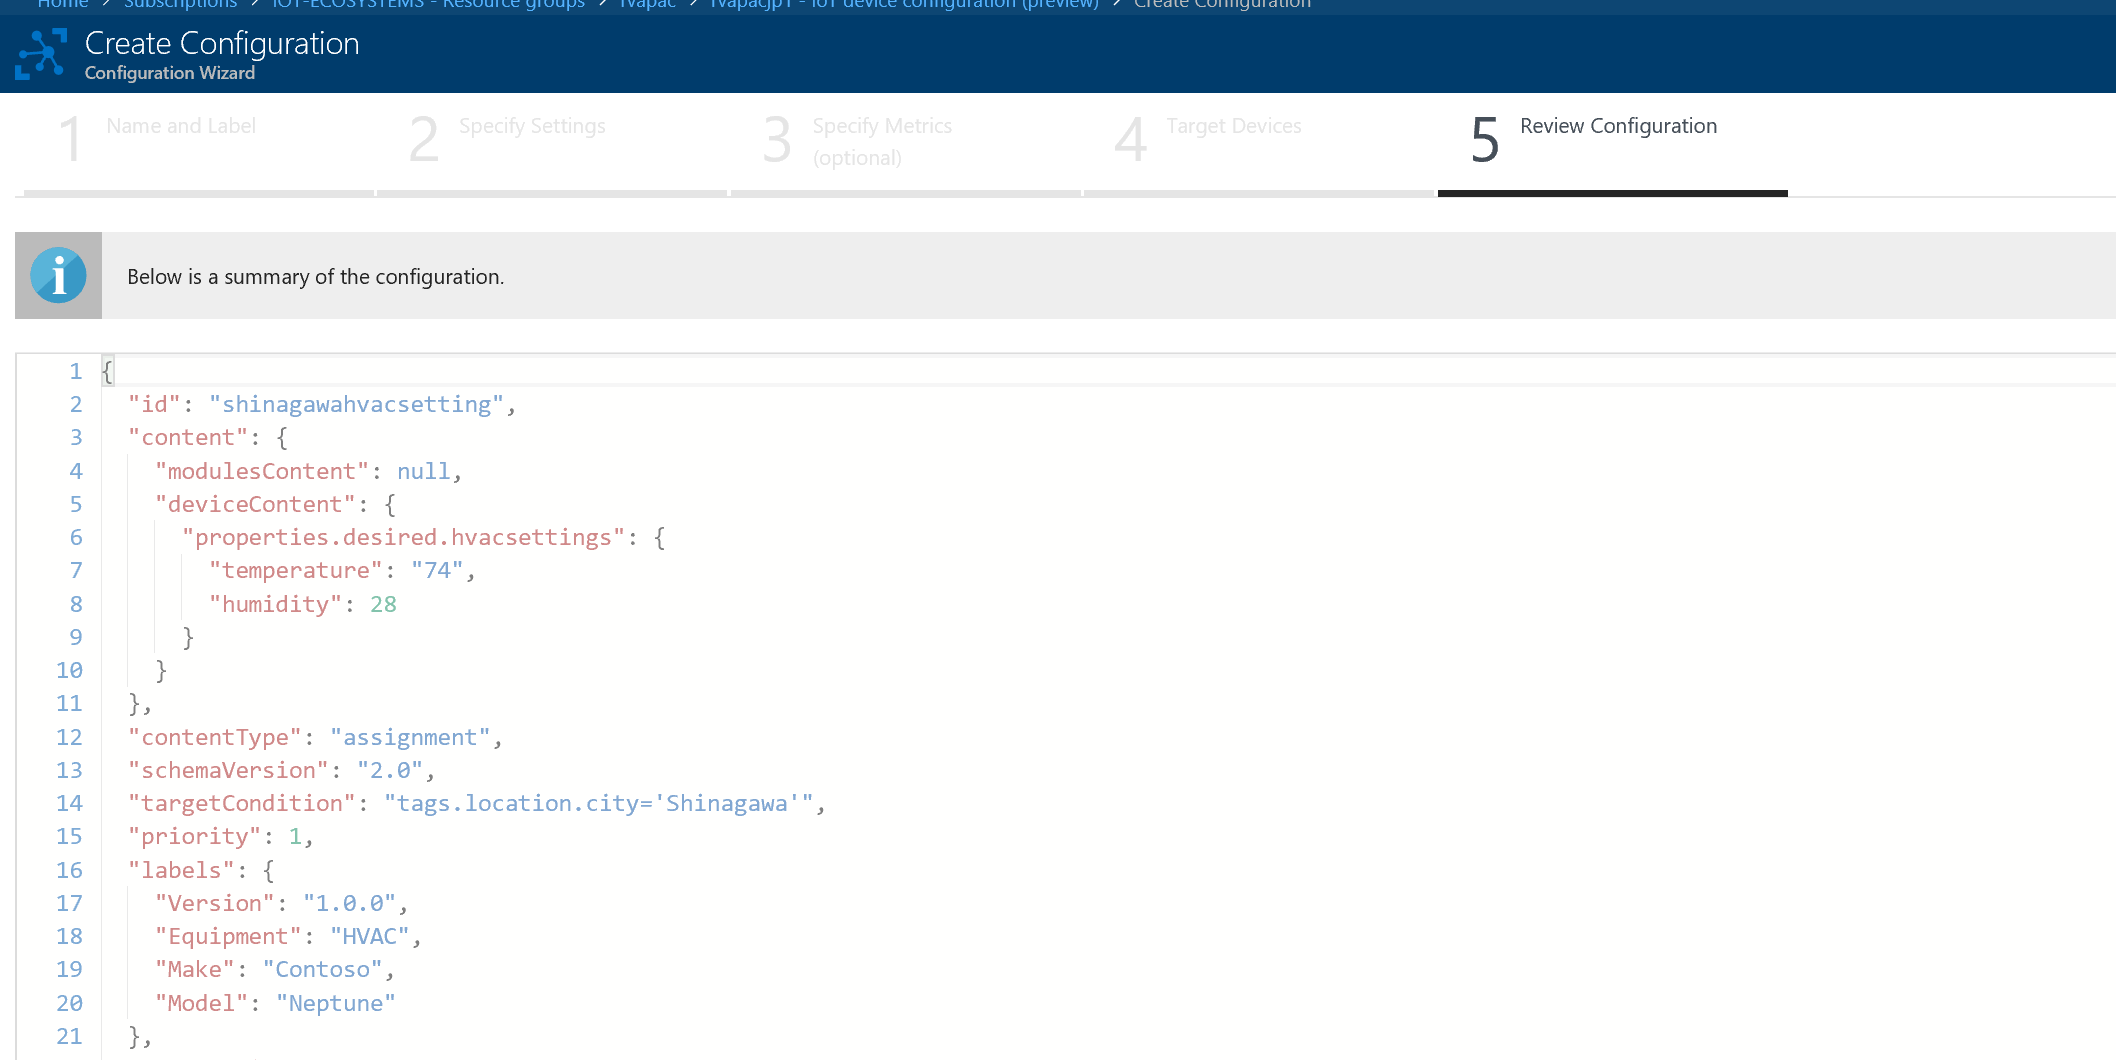 Home > Subscriptions > IOT-ECOSYSTEMS - Resource groups > > - IoT device configuration (preview) > Create Configuration
Create Configuration
Configuration Wizard
1 Name and Label
2 Specify Settings
3 Specify Metrics
(optional)
4 Target Devices
5 Review Configuration
i
Below is a summary of the configuration.
1 {
2 "id": "shinagawahvacsetting",
3 "content": {
4 "modulesContent": null,
5 "deviceContent": {
6 "properties.desired.hvacsettings": {
7 "temperature": "74",
8 "humidity": 28
9 }
10 }
11 },
12 "contentType": "assignment",
13 "schemaVersion": "2.0",
14 "targetCondition": "tags.location.city='Shinagawa'",
15 "priority": 1,
16 "labels": {
17 "Version": "1.0.0",
18 "Equipment": "HVAC",
19 "Make": "Contoso",
20 "Model": "Neptune"
21 },